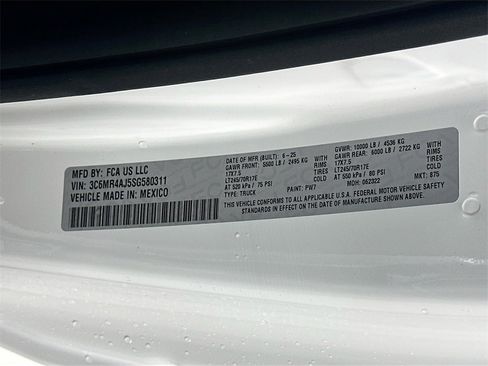 MFD BY: FCA US LLC
VIN: 3C6MR4AJ5SG580311
VEHICLE MADE IN: MEXICO
DATE OF MFR (BUILT): 6-25
GAWR FRONT: 5500 LB / 2495 KG
WITH
17X7.5
RIMS
LT245/70R17E
TIRES
AT 520 kPa / 75 PSI
COLD
TYPE: TRUCK
PAINT: PW7
GVWR: 10000 LB / 4536 KG
GAWR REAR: 6000 LB / 2722 KG
WITH
17X7.5
RIMS
LT245/70R17E
TIRES
AT 550 kPa / 80 PSI
COLD
MDH: 062322
MKT: 875
THIS VEHICLE CONFORMS TO ALL APPLICABLE U.S.A. FEDERAL MOTOR VEHICLE SAFETY
STANDARDS IN EFFECT ON THE DATE OF MANUFACTURE SHOWN ABOVE.